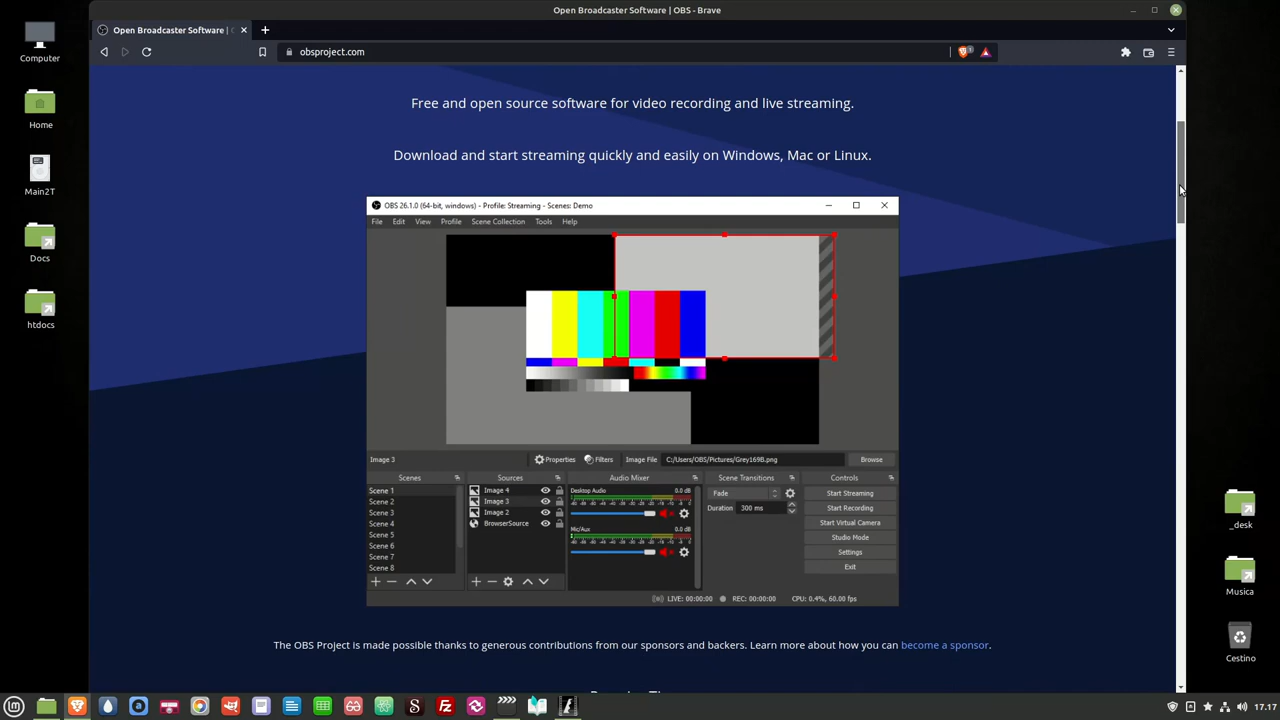 Open Broadcaster Software | OBS - Brave
Open Broadcaster Software |
obsproject.com
1
Computer
Home
Main2T
Docs
htdocs
Free and open source software for video recording and live streaming.
Download and start streaming quickly and easily on Windows, Mac or Linux.
OBS 26.1.0 (64-bit, windows) - Profile: Streaming - Scenes: Demo
File Edit View Profile Scene Collection Tools Help
Image 3 Properties Filters Image File C:/Users/OBS/Pictures/Grey169B.png Browse
Scenes Sources Audio Mixer Scene Transitions Controls
Scene 1
Scene 2
Scene 3
Scene 4
Scene 5
Scene 6
Scene 7
Scene 8
Image 4
Image 3
Image 2
BrowserSource
Desktop Audio 0.0 dB
Mic/Aux 0.0 dB
Fade
Duration 300 ms
Start Streaming
Start Recording
Start Virtual Camera
Studio Mode
Settings
Exit
LIVE: 00:00:00 REC: 00:00:00 CPU: 0.4%, 60.00 fps
The OBS Project is made possible thanks to generous contributions from our sponsors and backers. Learn more about how you can become a sponsor.
_desk
Musica
Cestino
17.17